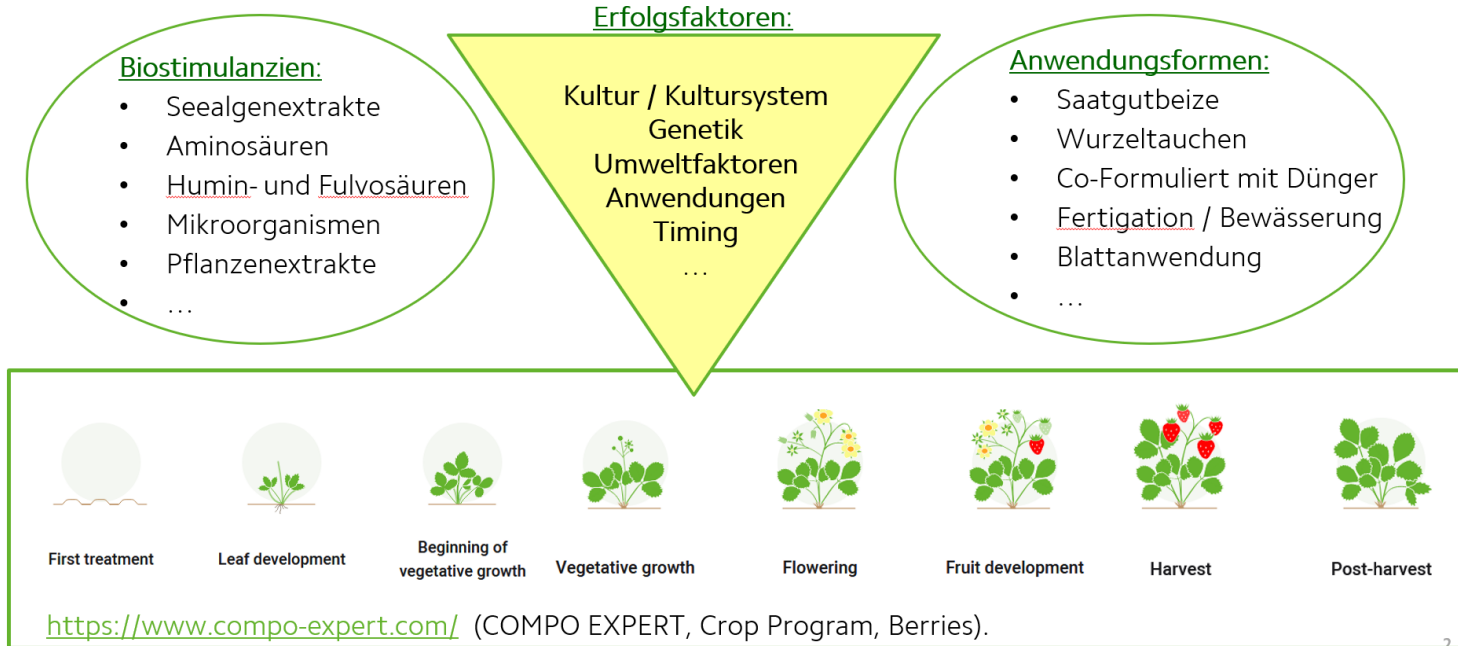 Erfolgsfaktoren:
Biostimulanzien:
• Seealgenextrakte
• Aminosäuren
• Humin- und Fulvosäuren
• Mikroorganismen
• Pflanzenextrakte
• ...
Kultur / Kultursystem
Genetik
Umweltfaktoren
Anwendungen
Timing
...
Anwendungsformen:
• Saatgutbeize
• Wurzeltauchen
• Co-Formuliert mit Dünger
• Fertigation / Bewässerung
• Blattanwendung
• ...
First treatment
Leaf development
Beginning of
vegetative growth
Vegetative growth
Flowering
Fruit development
Harvest
Post-harvest
https://www.compo-expert.com/ (COMPO EXPERT, Crop Program, Berries).
2